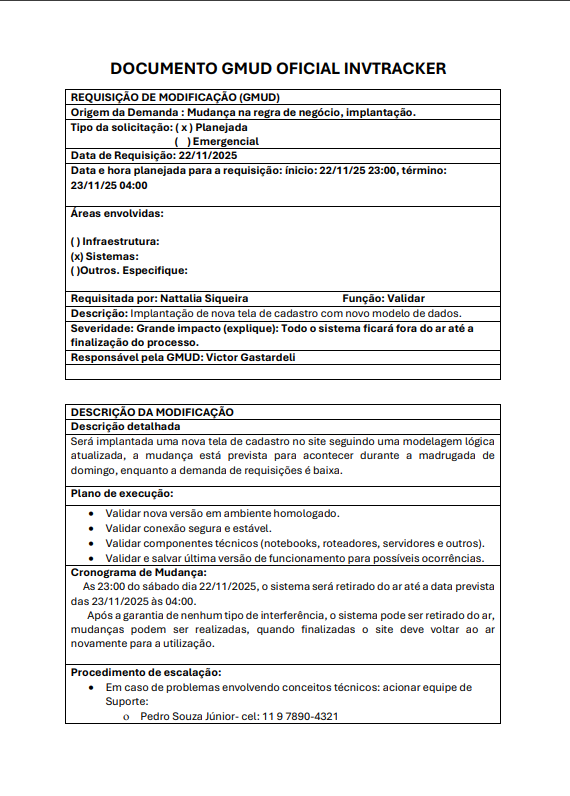 DOCUMENTO GMUD OFICIAL INVTRACKER
REQUISIÇÃO DE MODIFICAÇÃO (GMUD)
Origem da Demanda : Mudança na regra de negócio, implantação.
Tipo da solicitação: ( x ) Planejada
( ) Emergencial
Data de Requisição: 22/11/2025
Data e hora planejada para a requisição: ínicio: 22/11/25 23:00, término:
23/11/25 04:00
Áreas envolvidas:
( ) Infraestrutura:
(x) Sistemas:
( )Outros. Especifique:
Requisitada por: Nattalia Siqueira Função: Validar
Descrição: Implantação de nova tela de cadastro com novo modelo de dados.
Severidade: Grande impacto (explique): Todo o sistema ficará fora do ar até a
finalização do processo.
Responsável pela GMUD: Victor Gastardeli
DESCRIÇÃO DA MODIFICAÇÃO
Descrição detalhada
Será implantada uma nova tela de cadastro no site seguindo uma modelagem lógica
atualizada, a mudança está prevista para acontecer durante a madrugada de
domingo, enquanto a demanda de requisições é baixa.
Plano de execução:
• Validar nova versão em ambiente homologado.
• Validar conexão segura e estável.
• Validar componentes técnicos (notebooks, roteadores, servidores e outros).
• Validar e salvar última versão de funcionamento para possíveis ocorrências.
Cronograma de Mudança:
As 23:00 do sábado dia 22/11/2025, o sistema será retirado do ar até a data prevista
das 23/11/2025 às 04:00.
Após a garantia de nenhum tipo de interferência, o sistema pode ser retirado do ar,
mudanças podem ser realizadas, quando finalizados o site deve voltar ao ar
novamente para a utilização.
Procedimento de escalação:
• Em caso de problemas envolvendo conceitos técnicos: acionar equipe de
Suporte:
o Pedro Souza Júnior- cel: 11 9 7890-4321